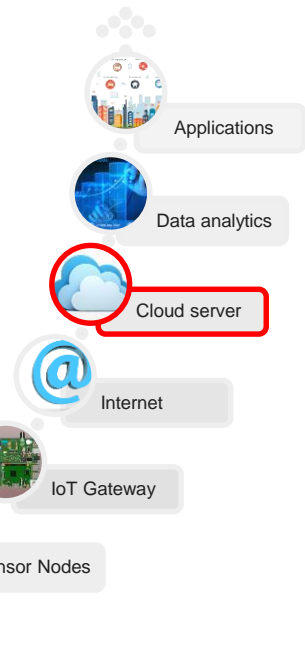 Applications
Data analytics
Cloud server
@
Internet
IoT Gateway
nsor Nodes